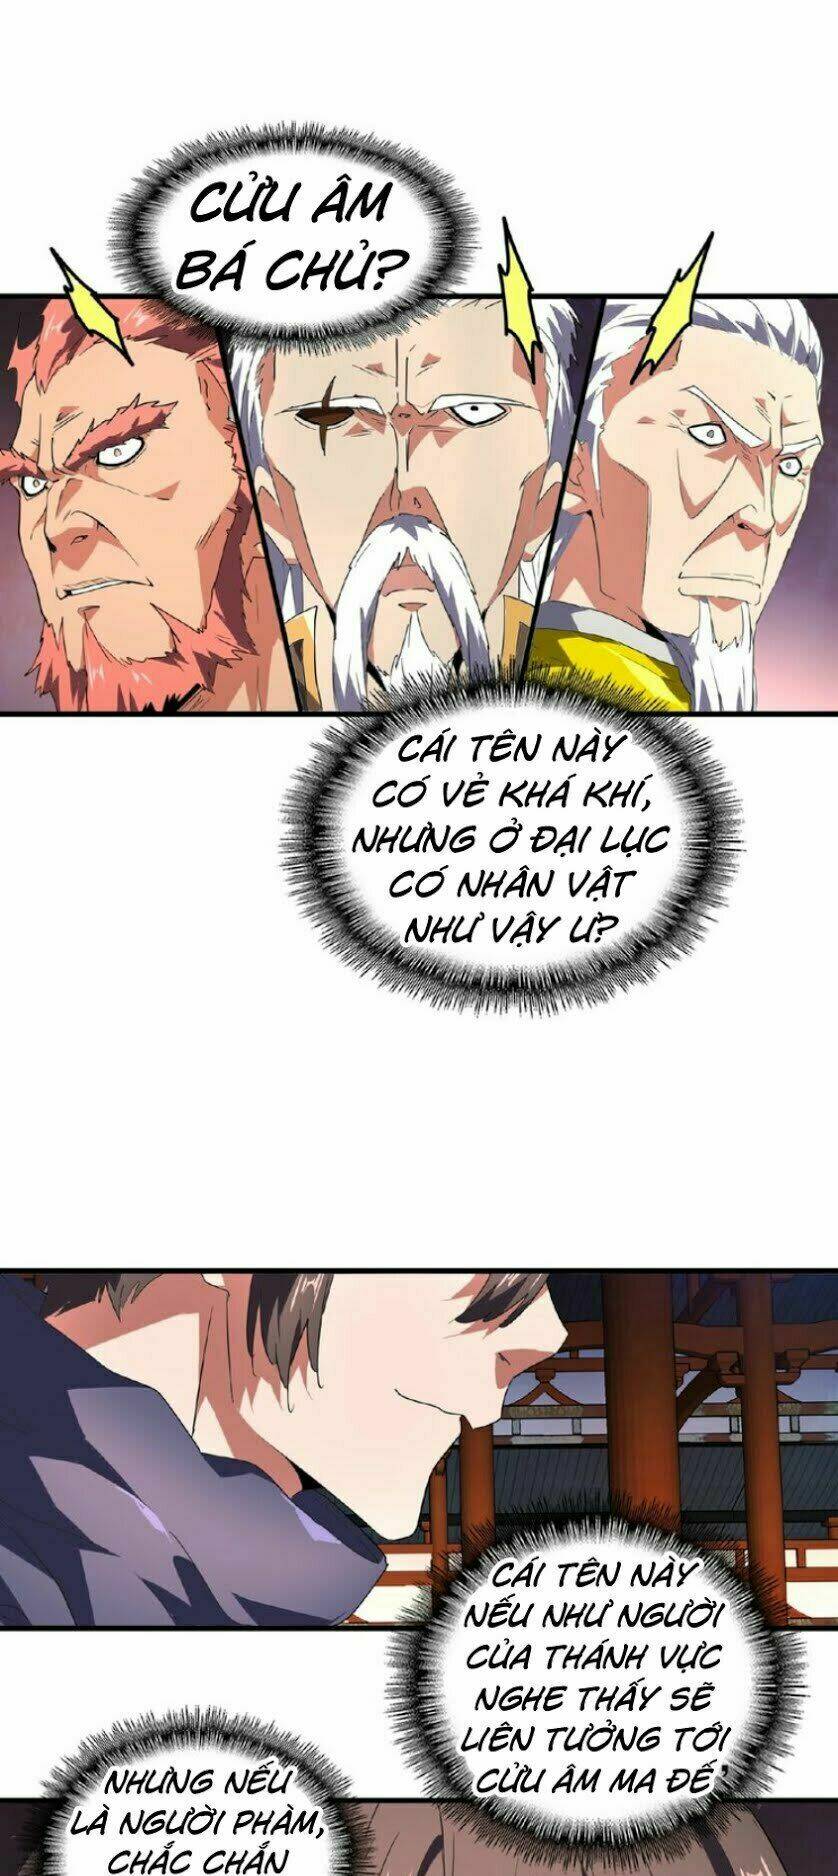 CỬU ÂM
BÁ CHỦ?
CÁI TÊN NÀY
CÓ VẺ KHÁ KHÍ,
NHƯNG Ở ĐẠI LỤC
CÓ NHÂN VẬT
NHƯ VẬY Ư?
CÁI TÊN NÀY
NẾU NHƯ NGƯỜI
CỦA THÁNH VỰC
NGHE THẤY SẼ
LIÊN TƯỞNG TỚI
CỬU ÂM MA ĐẾ
NHƯNG NẾU
LÀ NGƯỜI PHÀM,
CHẮC CHẮN